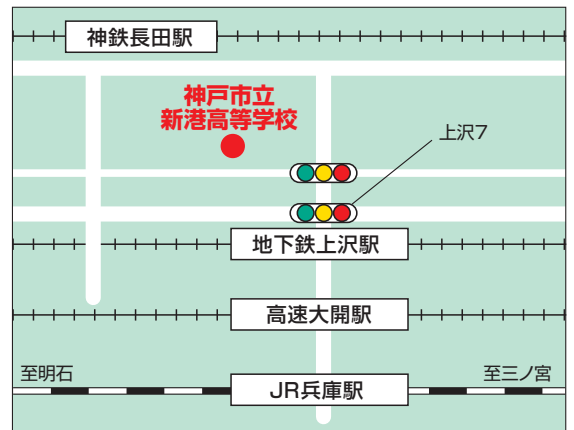 神鉄長田駅
神戸市立
新港高等学校
上沢7
地下鉄上沢駅
高速大開駅
至明石
至三ノ宮
JR兵庫駅